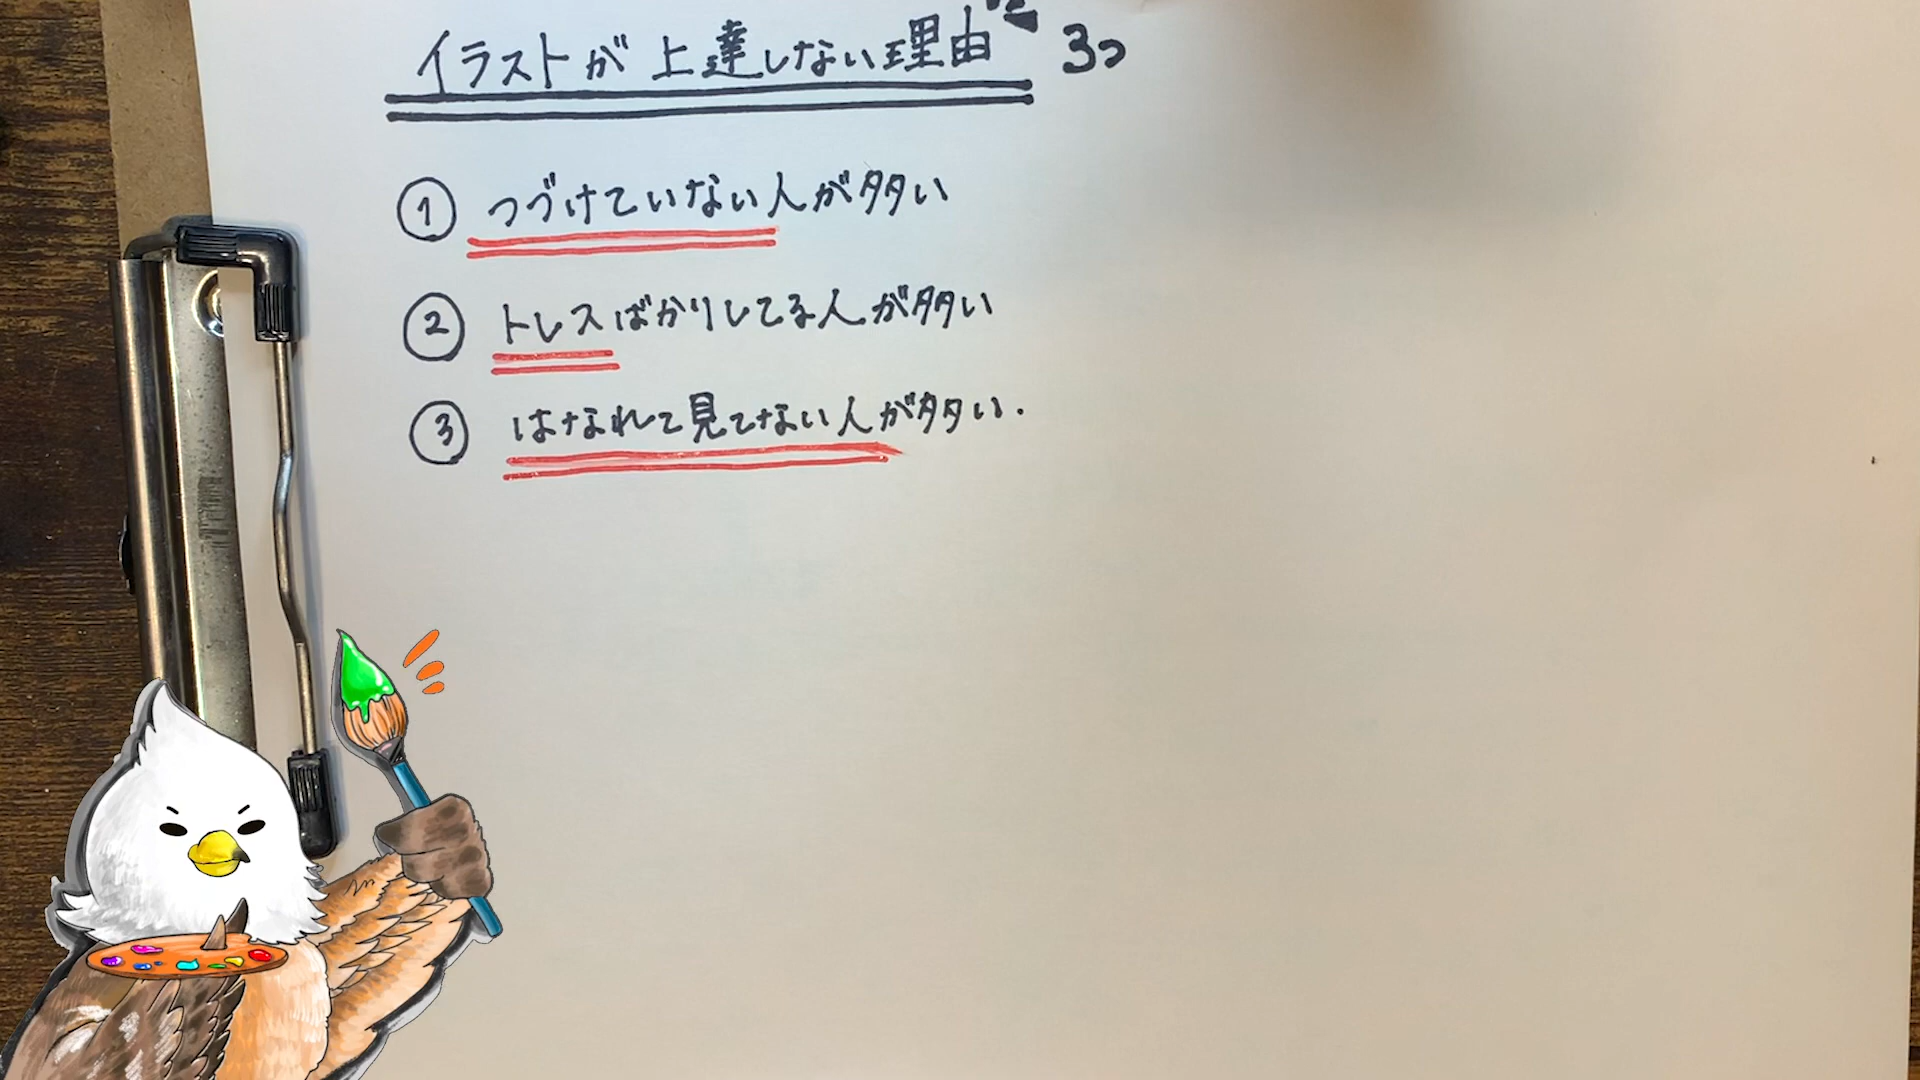 イラストが上達しない理由 3つ
① つづけていない人が多い
② トレスばかりしてる人が多い
③ はなれて見てない人が多い.